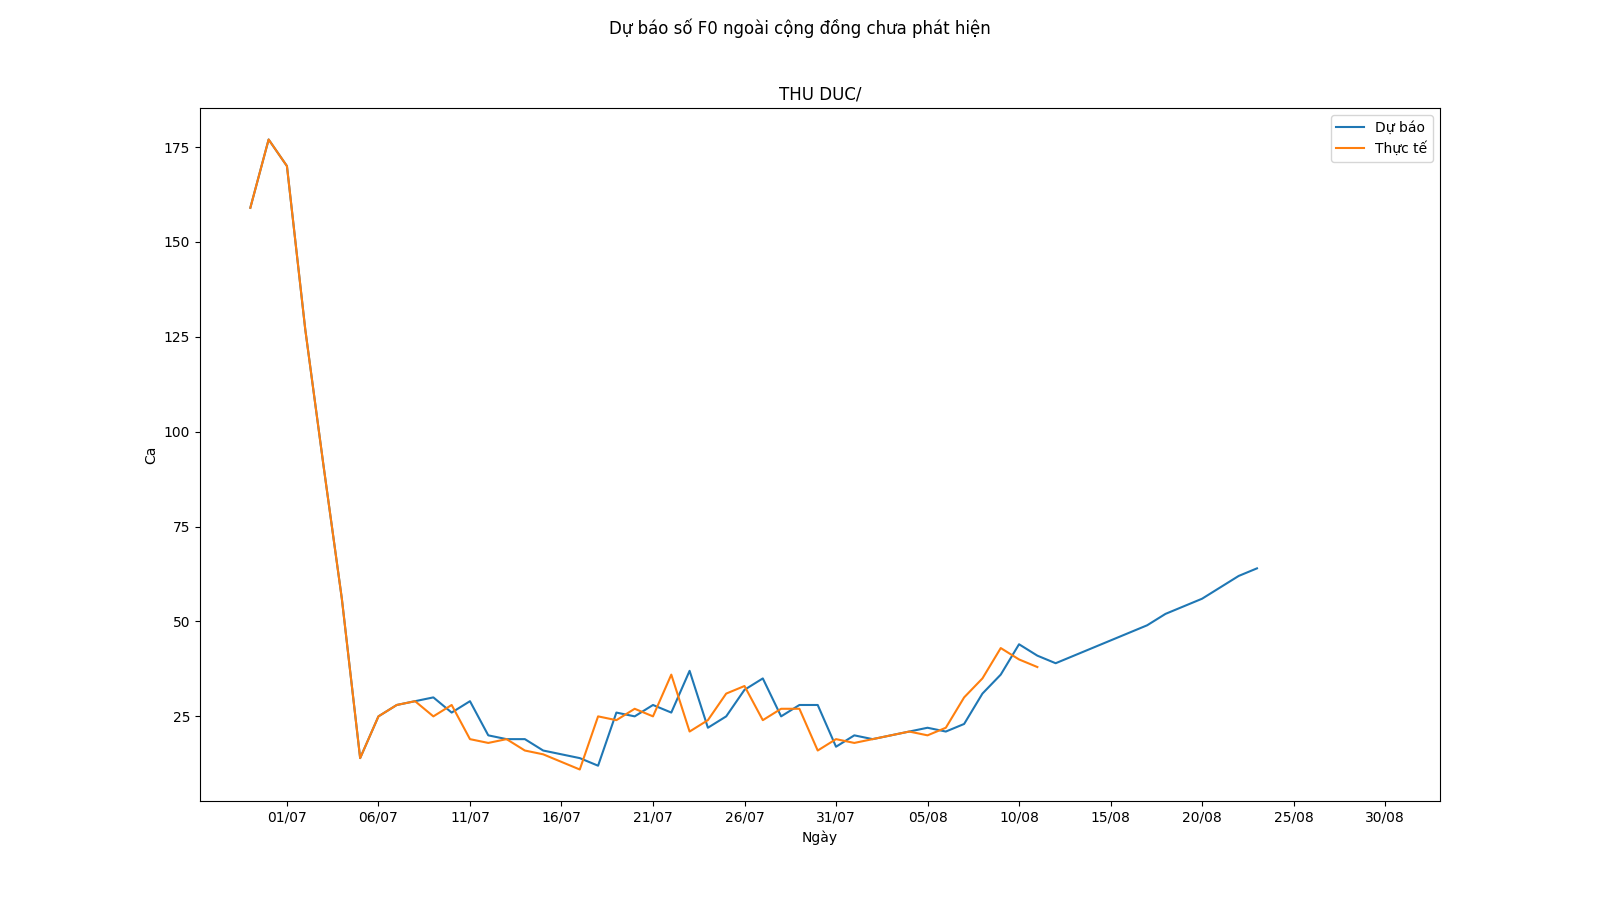 Dự báo số F0 ngoài cộng đồng chưa phát hiện
THU DUC/
Dự báo
Thực tế
175
150
125
100
75
50
25
Ca
01/07 06/07 11/07 16/07 21/07 26/07 31/07 05/08 10/08 15/08 20/08 25/08 30/08
Ngày